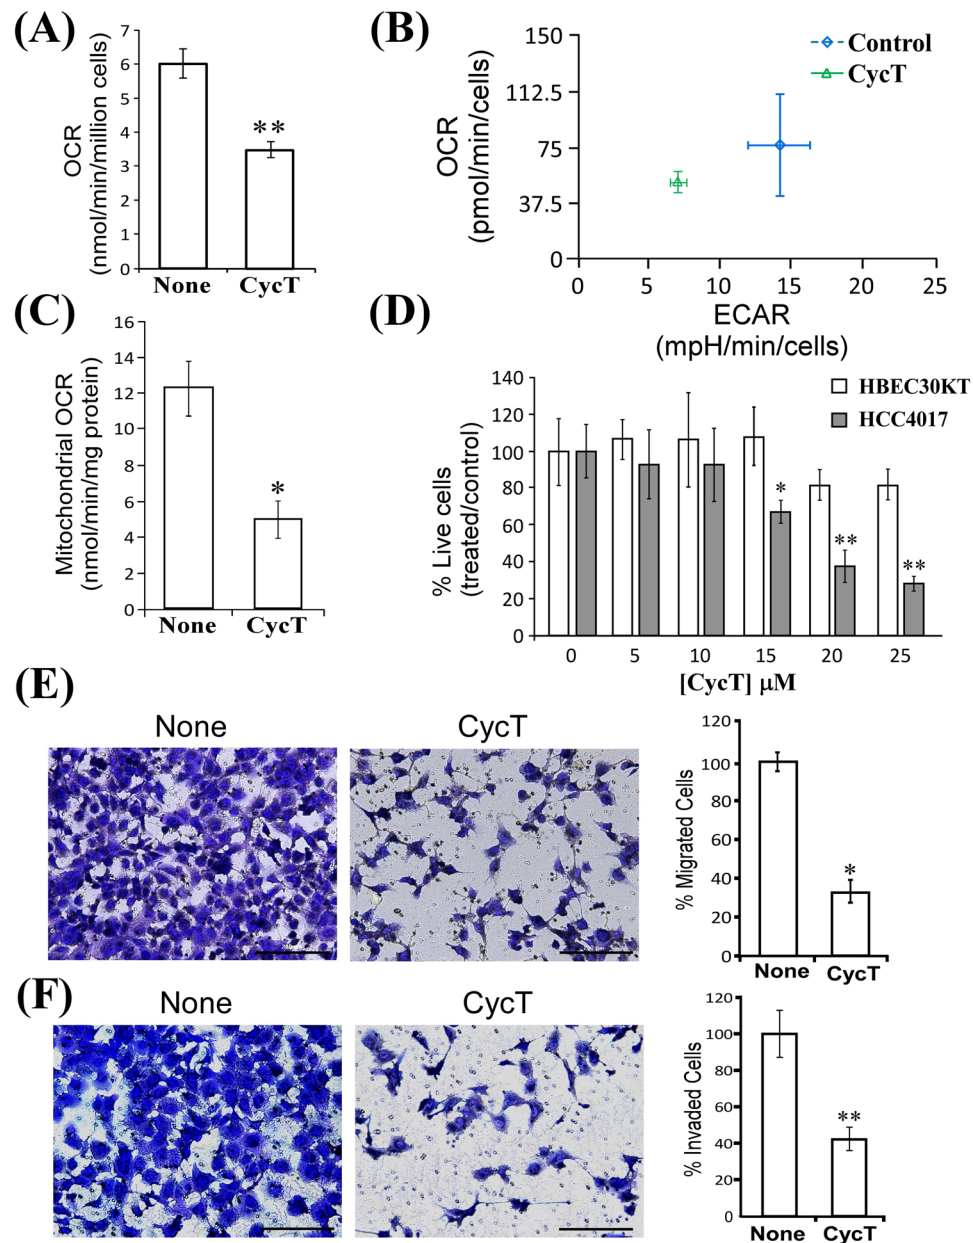 (A)
OCR
(nmol/min/million cells)
7
6
5
4
3
2
1
0
**
None CycT
(B)
OCR
(pmol/min/cells)
150
112.5
75
37.5
0
Control
CycT
0 5 10 15 20 25
ECAR
(mpH/min/cells)
(C)
Mitochondrial OCR
(nmol/min/mg protein)
16
14
12
10
8
6
4
2
0
*
None CycT
(D)
% Live cells
(treated/control)
140
120
100
80
60
40
20
0
HBEC30KT
HCC4017
*
**
**
0 5 10 15 20 25
[CycT] μM
(E)
None CycT
% Migrated Cells
120
100
80
60
40
20
0
*
None CycT
(F)
None CycT
% Invaded Cells
120
100
80
60
40
20
0
**
None CycT